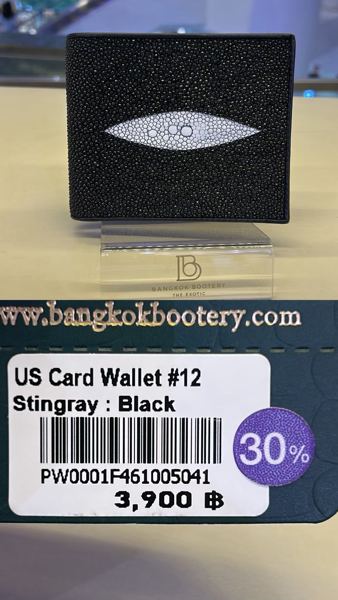 B
BANGKOK BOOTERY
THE EXOTIC
www.bangkokbootery.com
US Card Wallet #12
Stingray : Black
PW0001F461005041
3,900 ฿
30%